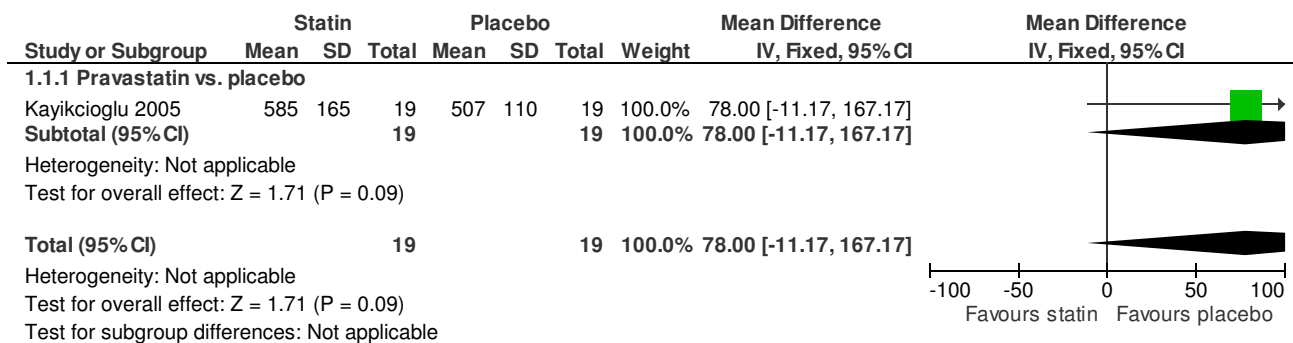 Statin Placebo Mean Difference Mean Difference
Study or Subgroup Mean SD Total Mean SD Total Weight IV, Fixed, 95% CI IV, Fixed, 95% CI
1.1.1 Pravastatin vs. placebo
Kayikcioglu 2005 585 165 19 507 110 19 100.0% 78.00 [-11.17, 167.17]
Subtotal (95% CI) 19 19 100.0% 78.00 [-11.17, 167.17]
Heterogeneity: Not applicable
Test for overall effect: Z = 1.71 (P = 0.09)
Total (95% CI) 19 19 100.0% 78.00 [-11.17, 167.17]
Heterogeneity: Not applicable
Test for overall effect: Z = 1.71 (P = 0.09)
Test for subgroup differences: Not applicable
-100 -50 0 50 100
Favours statin Favours placebo